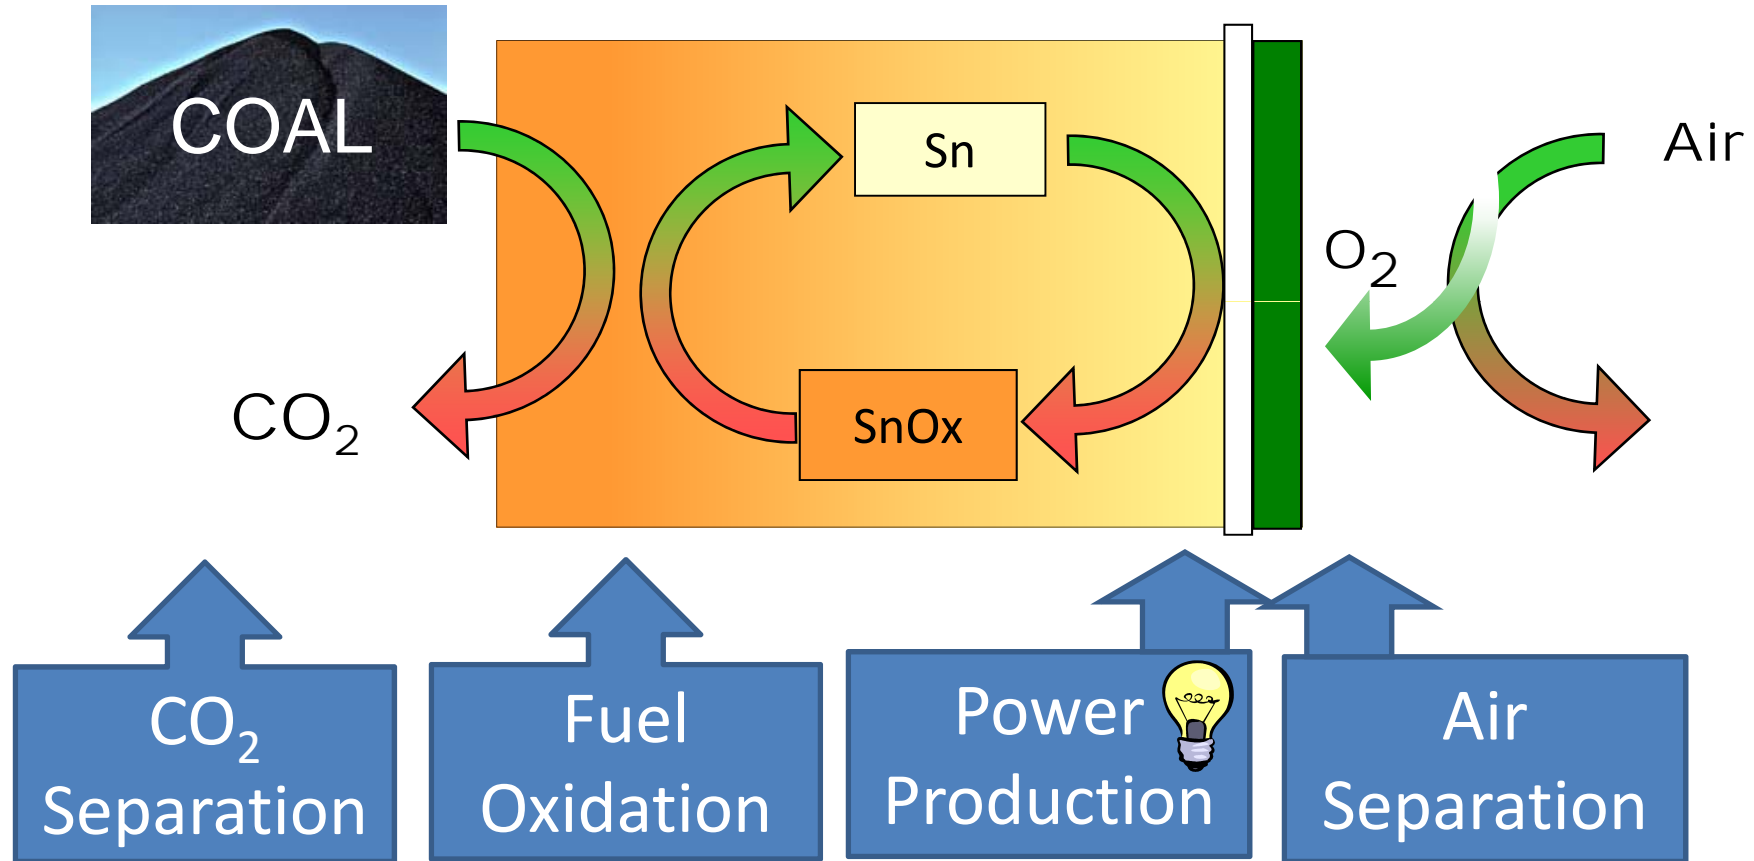 COAL
Sn
Air
O₂
CO₂
SnOx
CO₂
Separation
Fuel
Oxidation
Power
Production
Air
Separation